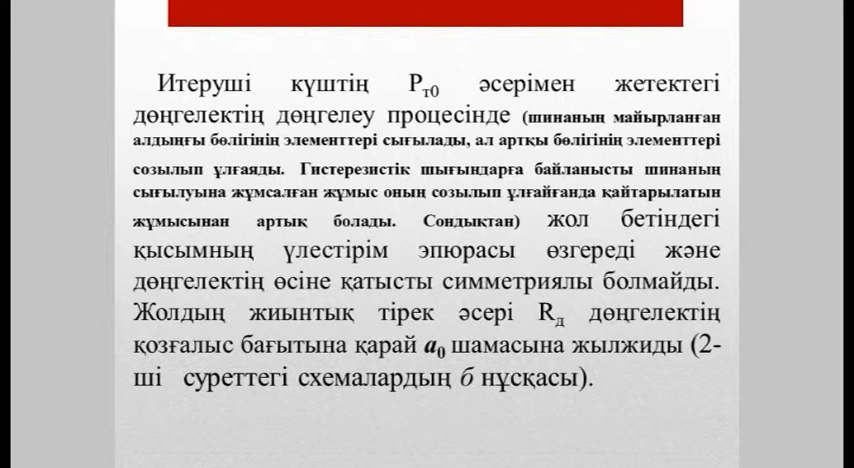 Итеруші күштің Рт0 әсерімен жетектегі
дөңгелектің дөңгелеу процесінде (шинаның майырланған
алдыңғы бөлігінің элементтері сығылады, ал артқы бөлігінің элементтері
созылып ұлғаяды. Гистерезистік шығындарға байланысты шинаның
сығылуына жұмсалған жұмыс оның созылып ұлғайғанда қайтарылатын
жұмысынан артық болады. Сондықтан) жол бетіндегі
қысымның үлестірім эпюрасы өзгереді және
дөңгелектің өсіне қатысты симметриялы болмайды.
Жолдың жиынтық тірек әсері Rд дөңгелектің
қозғалыс бағытына қарай а0 шамасына жылжиды (2-
ші суреттегі схемалардың б нұсқасы).